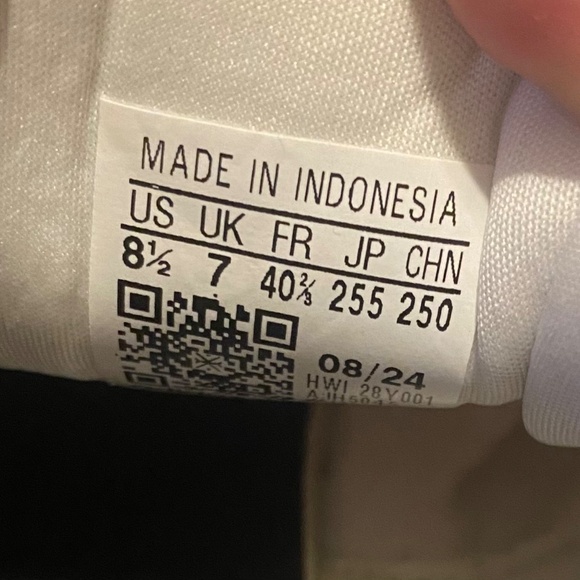 MADE IN INDONESIA
US UK FR JP CHN
8½ 7 40⅔ 255 250
08/24
HWI 28Y001